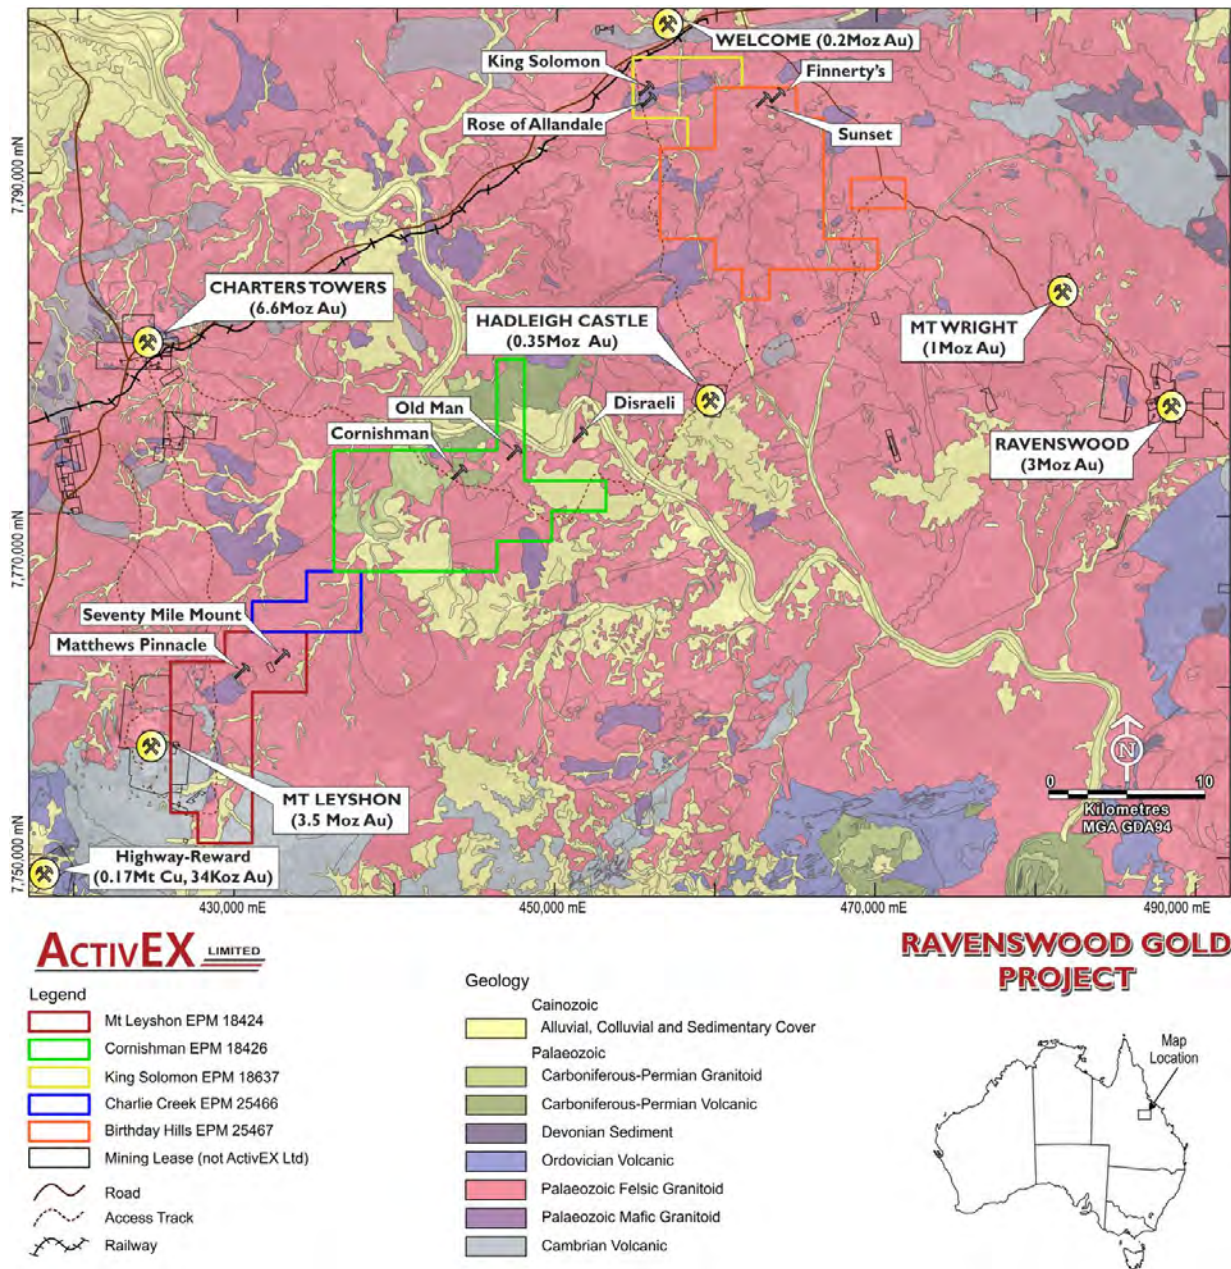 WELCOME (0.2Moz Au)
King Solomon
Finnerty's
Rose of Allandale
Sunset
7,790,000 mN
CHARTERS TOWERS
(6.6Moz Au)
HADLEIGH CASTLE
(0.35Moz Au)
MT WRIGHT
(1Moz Au)
Old Man
Disraeli
Cornishman
RAVENSWOOD
(3Moz Au)
7,770,000 mN
Seventy Mile Mount
Matthews Pinnacle
N
0 10
Kilometres
MGA GDA94
MT LEYSHON
(3.5 Moz Au)
7,750,000 mN
Highway-Reward
(0.17Mt Cu, 34Koz Au)
430,000 mE
450,000 mE
470,000 mE
490,000 mE
ACTIVEX LIMITED
RAVENSWOOD GOLD
PROJECT
Legend
Mt Leyshon EPM 18424
Cornishman EPM 18426
King Solomon EPM 18637
Charlie Creek EPM 25466
Birthday Hills EPM 25467
Mining Lease (not ActivEX Ltd)
Road
Access Track
Railway
Geology
Cainozoic
Alluvial, Colluvial and Sedimentary Cover
Palaeozoic
Carboniferous-Permian Granitoid
Carboniferous-Permian Volcanic
Devonian Sediment
Ordovician Volcanic
Palaeozoic Felsic Granitoid
Palaeozoic Mafic Granitoid
Cambrian Volcanic
Map
Location